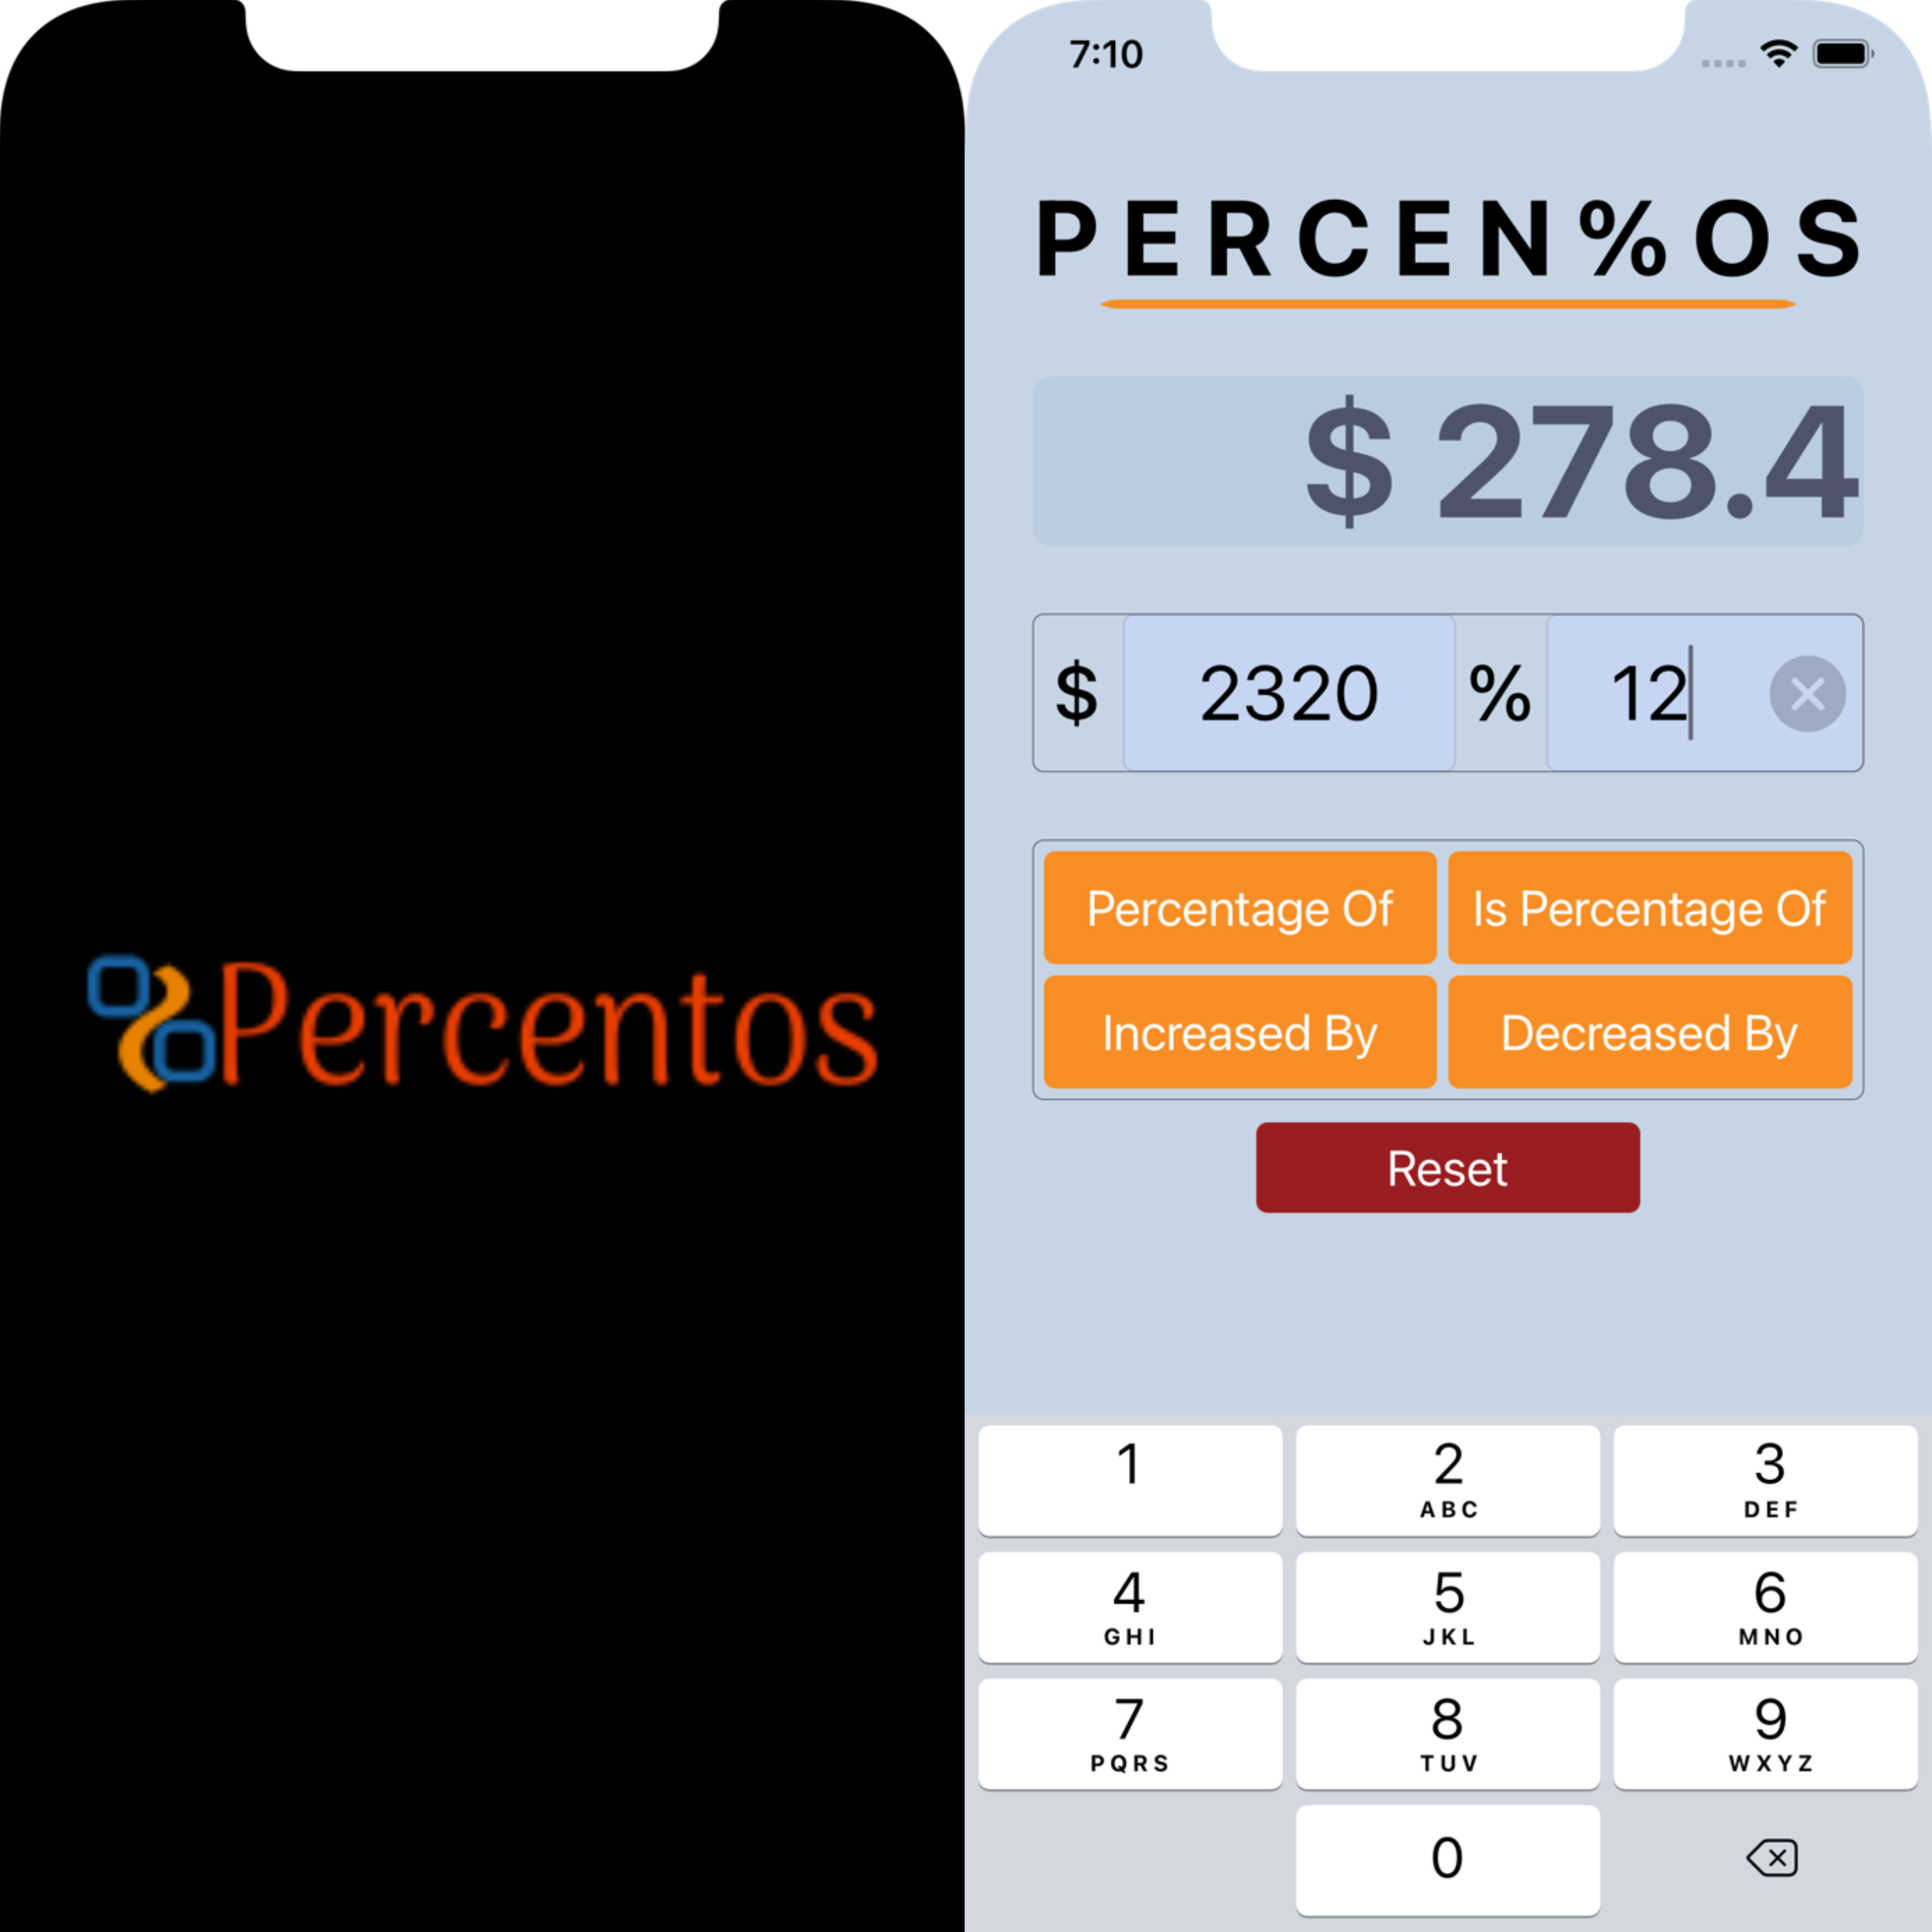 Percentos
7:10
PERCEN%OS
$ 278.4
$ 2320 % 12
Percentage Of Is Percentage Of
Increased By Decreased By
Reset
1 2 3
ABC DEF
4 5 6
GHI JKL MNO
7 8 9
PQRS TUV WXYZ
0